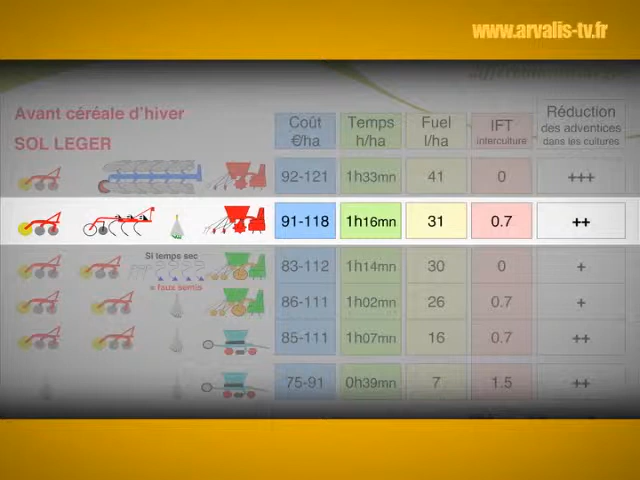 www.arvalis-tv.fr
Avant céréale d'hiver
SOL LEGER
Coût €/ha
Temps h/ha
Fuel l/ha
IFT interculture
Réduction des adventices dans les cultures
92-121 1h33mn 41 0 +++
91-118 1h16mn 31 0.7 ++
Si temps sec
+ faux semis
83-112 1h14mn 30 0 +
86-111 1h02mn 26 0.7 +
85-111 1h07mn 16 0.7 ++
75-91 0h39mn 7 1.5 ++